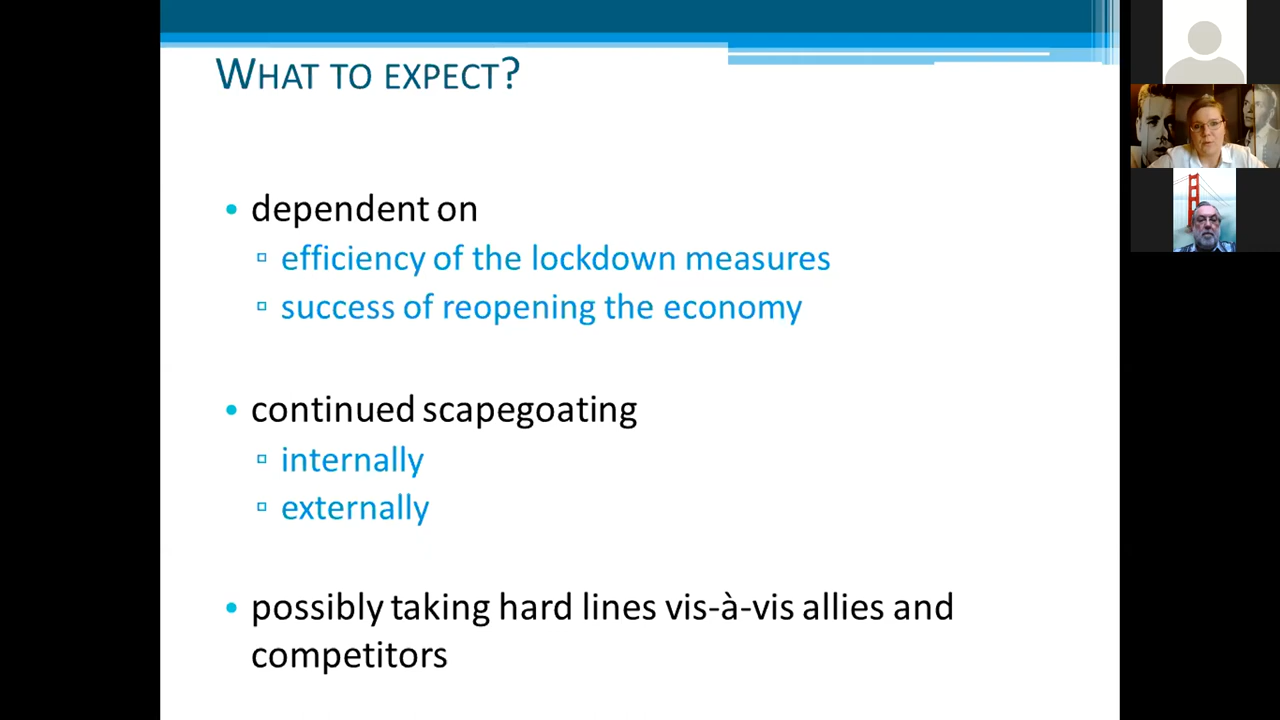 WHAT TO EXPECT?
• dependent on
▫ efficiency of the lockdown measures
▫ success of reopening the economy
• continued scapegoating
▫ internally
▫ externally
• possibly taking hard lines vis-à-vis allies and
competitors